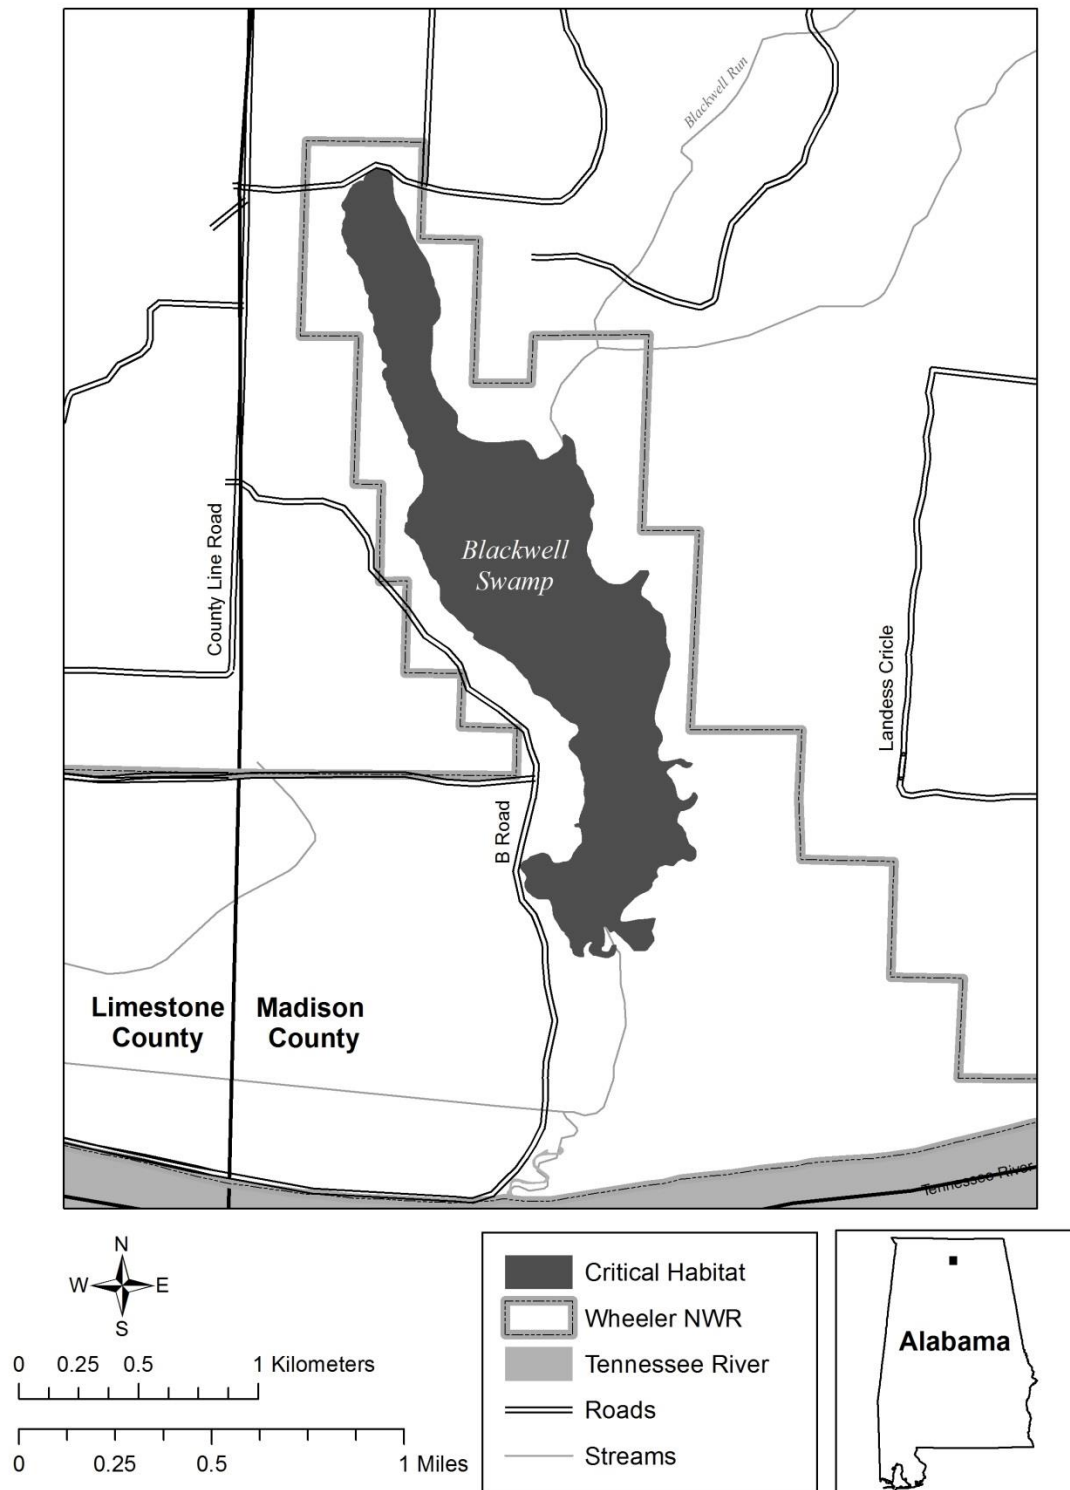 Blackwell Run
County Line Road
Blackwell
Swamp
Landess Cricle
B Road
Limestone
County
Madison
County
Tennessee River
N
W
E
S
0 0.25 0.5 1 Kilometers
0 0.25 0.5 1 Miles
Critical Habitat
Wheeler NWR
Tennessee River
Roads
Streams
Alabama